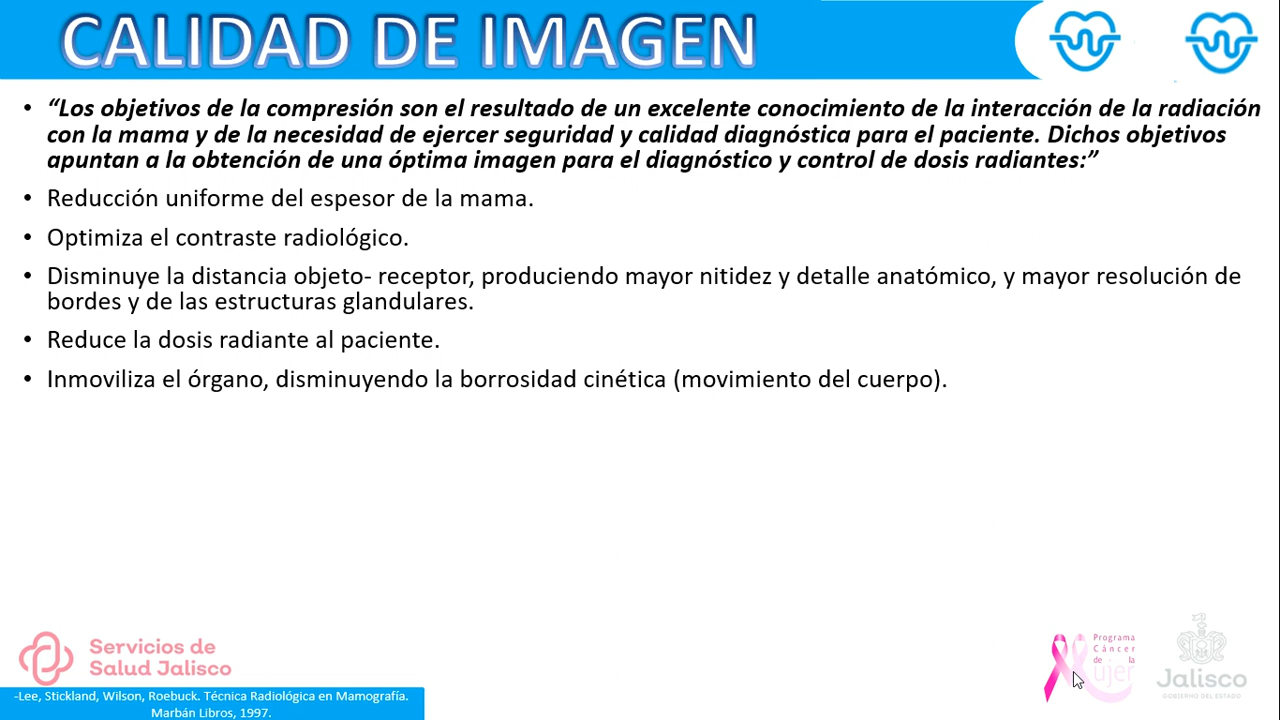 CALIDAD DE IMAGEN
• “Los objetivos de la compresión son el resultado de un excelente conocimiento de la interacción de la radiación
con la mama y de la necesidad de ejercer seguridad y calidad diagnóstica para el paciente. Dichos objetivos
apuntan a la obtención de una óptima imagen para el diagnóstico y control de dosis radiantes:”
• Reducción uniforme del espesor de la mama.
• Optimiza el contraste radiológico.
• Disminuye la distancia objeto- receptor, produciendo mayor nitidez y detalle anatómico, y mayor resolución de
bordes y de las estructuras glandulares.
• Reduce la dosis radiante al paciente.
• Inmoviliza el órgano, disminuyendo la borrosidad cinética (movimiento del cuerpo).
Servicios de
Salud Jalisco
-Lee, Stickland, Wilson, Roebuck. Técnica Radiológica en Mamografía.
Marbán Libros, 1997.
Programa
Cáncer
de la
ujer
Jalisco
GOBIERNO DEL ESTADO